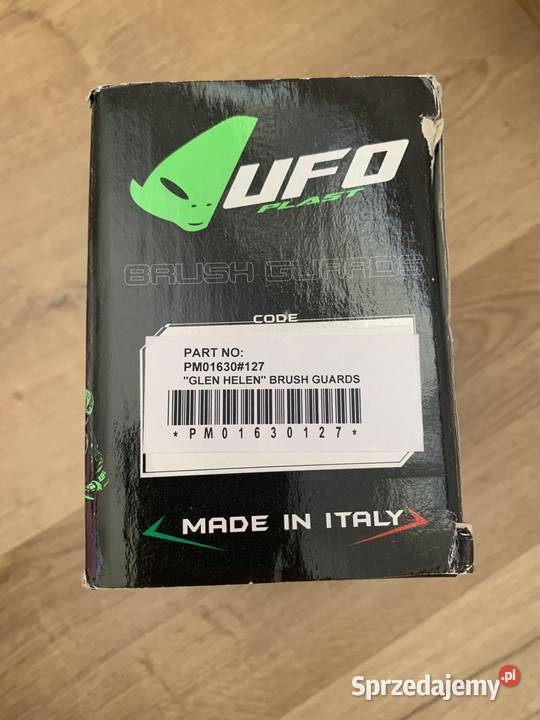 UFO
PLAST
BRUSH GUARDS
CODE
PART NO:
PM01630#127
"GLEN HELEN" BRUSH GUARDS
*PM01630127*
MADE IN ITALY
Sprzedajemy.pl